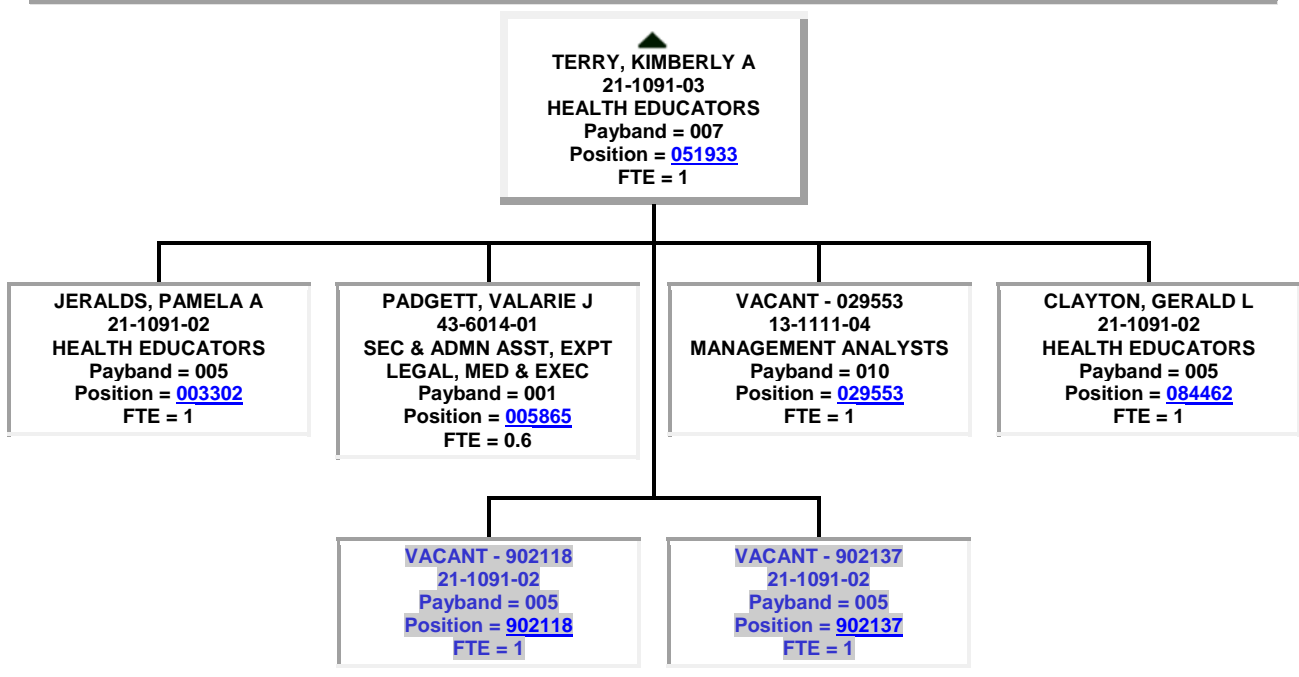 TERRY, KIMBERLY A
21-1091-03
HEALTH EDUCATORS
Payband = 007
Position = 051933
FTE = 1
JERALDS, PAMELA A
21-1091-02
HEALTH EDUCATORS
Payband = 005
Position = 003302
FTE = 1
PADGETT, VALARIE J
43-6014-01
SEC & ADMN ASST, EXPT
LEGAL, MED & EXEC
Payband = 001
Position = 005865
FTE = 0.6
VACANT - 029553
13-1111-04
MANAGEMENT ANALYSTS
Payband = 010
Position = 029553
FTE = 1
CLAYTON, GERALD L
21-1091-02
HEALTH EDUCATORS
Payband = 005
Position = 084462
FTE = 1
VACANT - 902118
21-1091-02
Payband = 005
Position = 902118
FTE = 1
VACANT - 902137
21-1091-02
Payband = 005
Position = 902137
FTE = 1